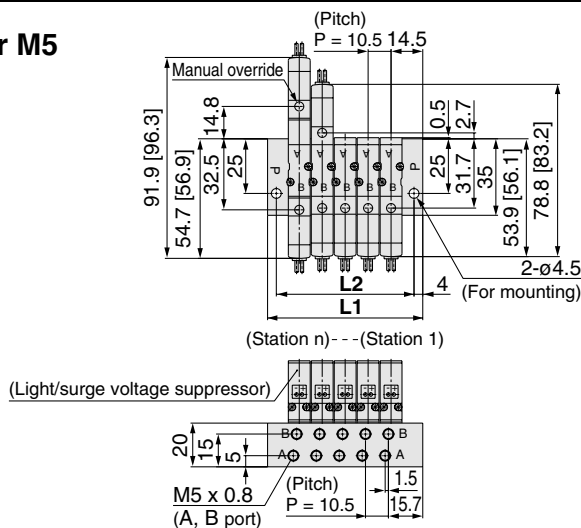 r M5
(Pitch)
P = 10.5
14.5
Manual override
14.8
0.5
2.7
91.9 [96.3]
54.7 [56.9]
32.5
25
P
A A A A A
B B B B B
P
25
31.7
35
53.9 [56.1]
78.8 [83.2]
2-ø4.5
(For mounting)
L2
4
L1
(Station n)---(Station 1)
(Light/surge voltage suppressor)
20
15
5
B
B
A
A
M5 x 0.8
(A, B port)
(Pitch)
P = 10.5
1.5
15.7